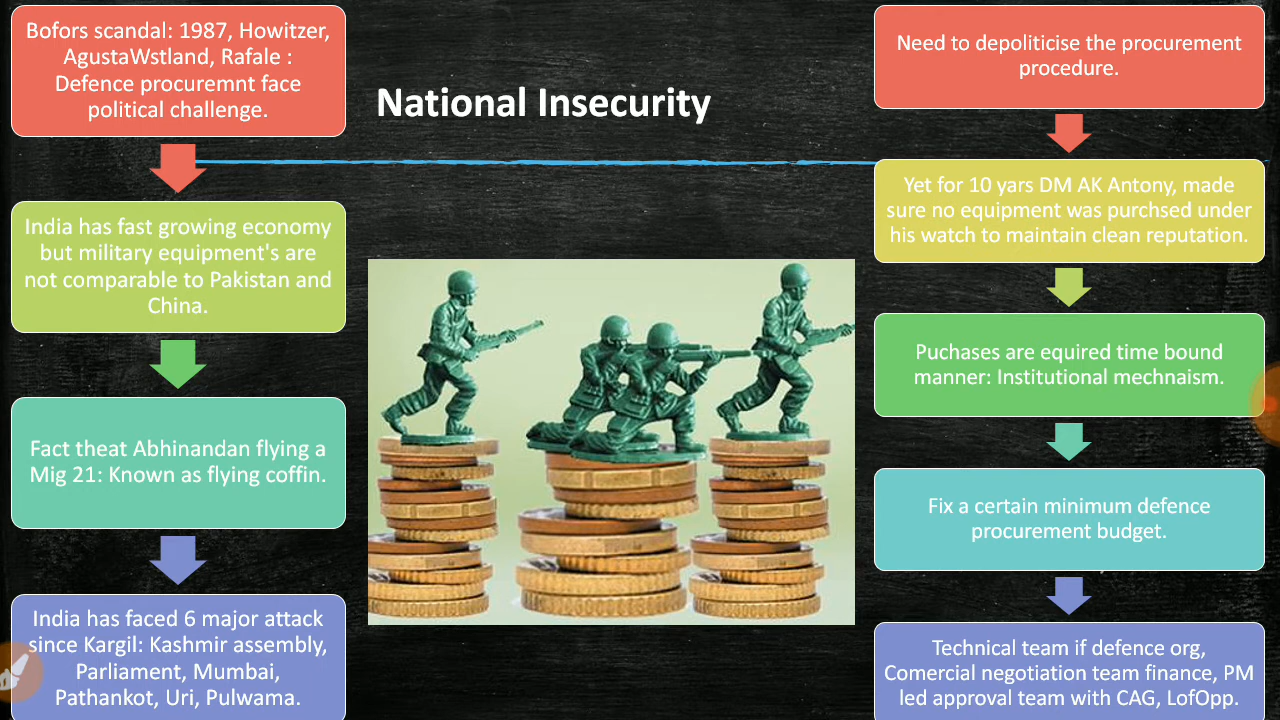 Bofors scandal: 1987, Howitzer,
AgustaWstland, Rafale :
Defence procuremnt face
political challenge.
India has fast growing economy
but military equipment's are
not comparable to Pakistan and
China.
Fact theat Abhinandan flying a
Mig 21: Known as flying coffin.
India has faced 6 major attack
since Kargil: Kashmir assembly,
Parliament, Mumbai,
Pathankot, Uri, Pulwama.
National Insecurity
Need to depoliticise the procurement
procedure.
Yet for 10 yars DM AK Antony, made
sure no equipment was purchsed under
his watch to maintain clean reputation.
Puchases are equired time bound
manner: Institutional mechnaism.
Fix a certain minimum defence
procurement budget.
Technical team if defence org,
Comercial negotiation team finance, PM
led approval team with CAG, LofOpp.